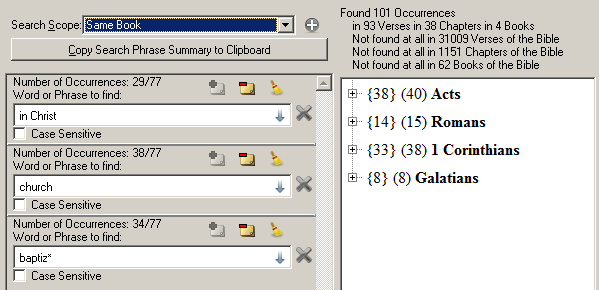 Search Scope: Same Book
Copy Search Phrase Summary to Clipboard
Number of Occurrences: 29/77
Word or Phrase to find:
in Christ
Case Sensitive
Number of Occurrences: 38/77
Word or Phrase to find:
church
Case Sensitive
Number of Occurrences: 34/77
Word or Phrase to find:
baptiz*
Case Sensitive
Found 101 Occurrences
in 93 Verses in 38 Chapters in 4 Books
Not found at all in 31009 Verses of the Bible
Not found at all in 1151 Chapters of the Bible
Not found at all in 62 Books of the Bible
{38} (40) Acts
{14} (15) Romans
{33} (38) 1 Corinthians
{8} (8) Galatians